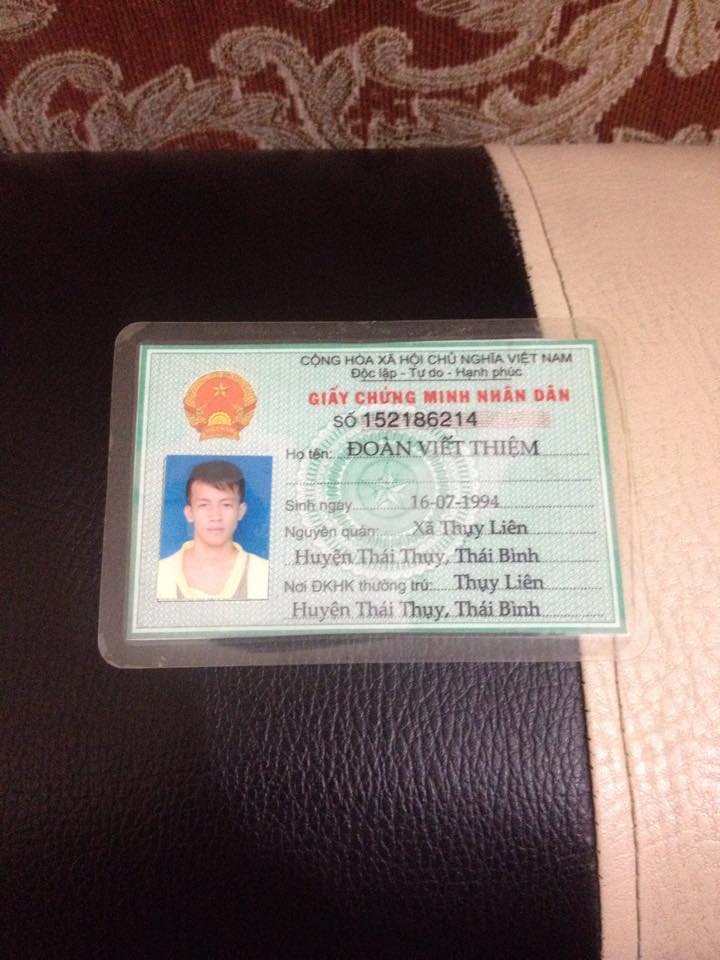 CỘNG HÒA XÃ HỘI CHỦ NGHĨA VIỆT NAM
Độc lập - Tự do - Hạnh phúc
GIẤY CHỨNG MINH NHÂN DÂN
SỐ 152186214
Họ tên: ĐOÀN VIẾT THIỆM
Sinh ngày 16-07-1994
Nguyên quán: Xã Thụy Liên
Huyện Thái Thụy, Thái Bình
Nơi ĐKHK thường trú: Thụy Liên
Huyện Thái Thụy, Thái Bình